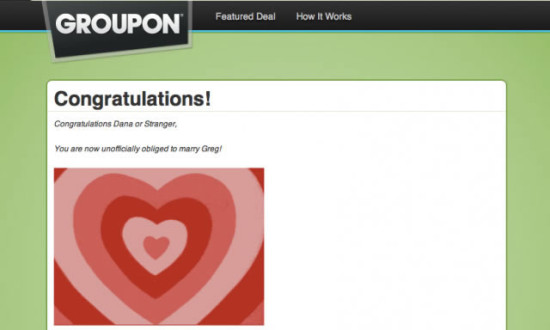 GROUPON
Featured Deal How It Works
Congratulations!
Congratulations Dana or Stranger,
You are now unofficially obliged to marry Greg!